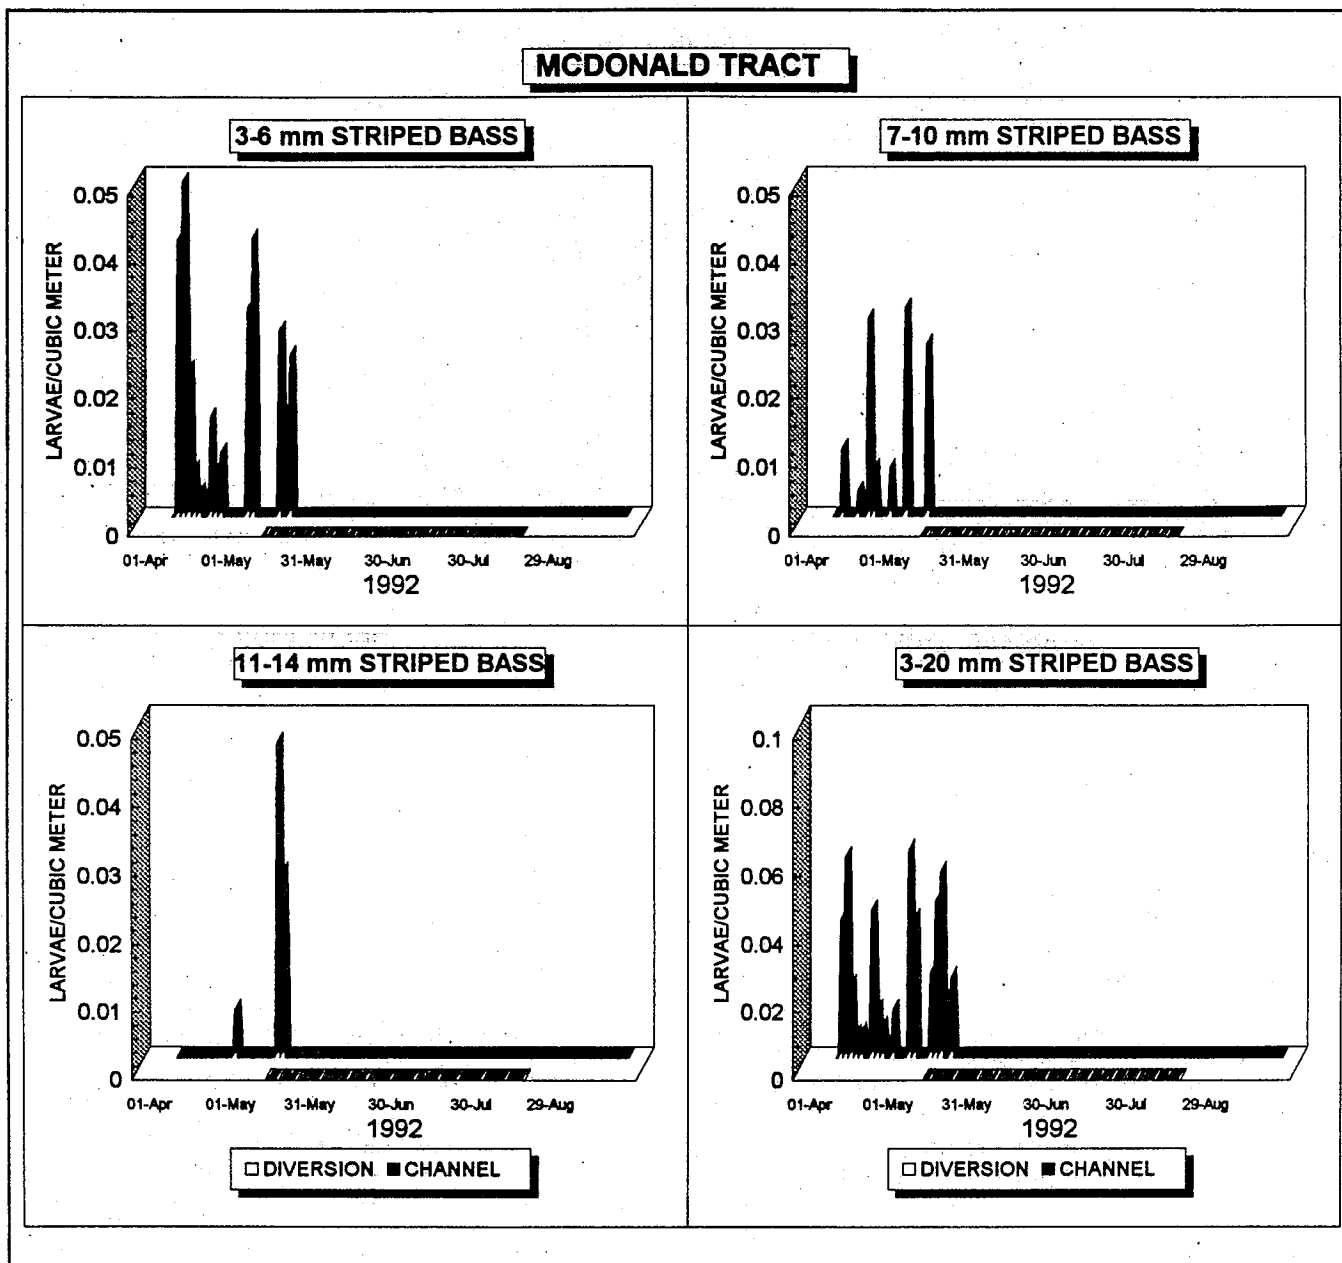 MCDONALD TRACT
3-6 mm STRIPED BASS
LARVAE/CUBIC METER
0.05
0.04
0.03
0.02
0.01
0
01-Apr 01-May 31-May 30-Jun 30-Jul 29-Aug
1992
7-10 mm STRIPED BASS
LARVAE/CUBIC METER
0.05
0.04
0.03
0.02
0.01
0
01-Apr 01-May 31-May 30-Jun 30-Jul 29-Aug
1992
11-14 mm STRIPED BASS
LARVAE/CUBIC METER
0.05
0.04
0.03
0.02
0.01
0
01-Apr 01-May 31-May 30-Jun 30-Jul 29-Aug
1992
DIVERSION CHANNEL
3-20 mm STRIPED BASS
LARVAE/CUBIC METER
0.1
0.08
0.06
0.04
0.02
0
01-Apr 01-May 31-May 30-Jun 30-Jul 29-Aug
1992
DIVERSION CHANNEL